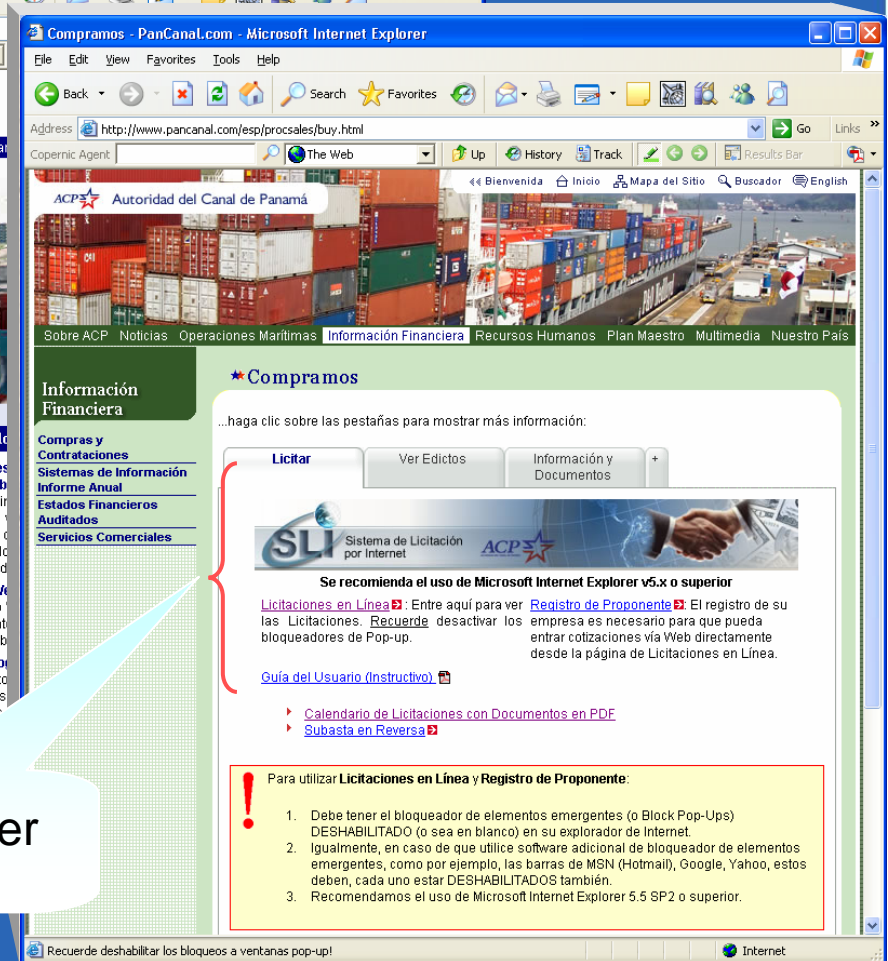 Compramos - PanCanal.com - Microsoft Internet Explorer
File Edit View Favorites Tools Help
Back Search Favorites
Address http://www.pancanal.com/esp/procsales/buy.html Go Links »
Copernic Agent The Web Up History Track Results Bar
Bienvenida Inicio Mapa del Sitio Buscador English
ACP Autoridad del Canal de Panamá
P&O Nedlloyd
Sobre ACP Noticias Operaciones Marítimas Información Financiera Recursos Humanos Plan Maestro Multimedia Nuestro País
Información
Financiera
Compras y
Contrataciones
Sistemas de Información
Informe Anual
Estados Financieros
Auditados
Servicios Comerciales
Compramos
...haga clic sobre las pestañas para mostrar más información:
Licitar
Ver Edictos
Información y
Documentos
+
SLI Sistema de Licitación
por Internet
ACP
Se recomienda el uso de Microsoft Internet Explorer v5.x o superior
Licitaciones en Línea : Entre aquí para ver
las Licitaciones. Recuerde desactivar los
bloqueadores de Pop-up.
Registro de Proponente : El registro de su
empresa es necesario para que pueda
entrar cotizaciones vía Web directamente
desde la página de Licitaciones en Línea.
Guía del Usuario (Instructivo)
Calendario de Licitaciones con Documentos en PDF
Subasta en Reversa
! Para utilizar Licitaciones en Línea y Registro de Proponente:
1. Debe tener el bloqueador de elementos emergentes (o Block Pop-Ups)
DESHABILITADO (o sea en blanco) en su explorador de Internet.
2. Igualmente, en caso de que utilice software adicional de bloqueador de elementos
emergentes, como por ejemplo, las barras de MSN (Hotmail), Google, Yahoo, estos
deben, cada uno estar DESHABILITADOS también.
3. Recomendamos el uso de Microsoft Internet Explorer 5.5 SP2 o superior.
er
Recuerde deshabilitar los bloqueos a ventanas pop-up!
Internet